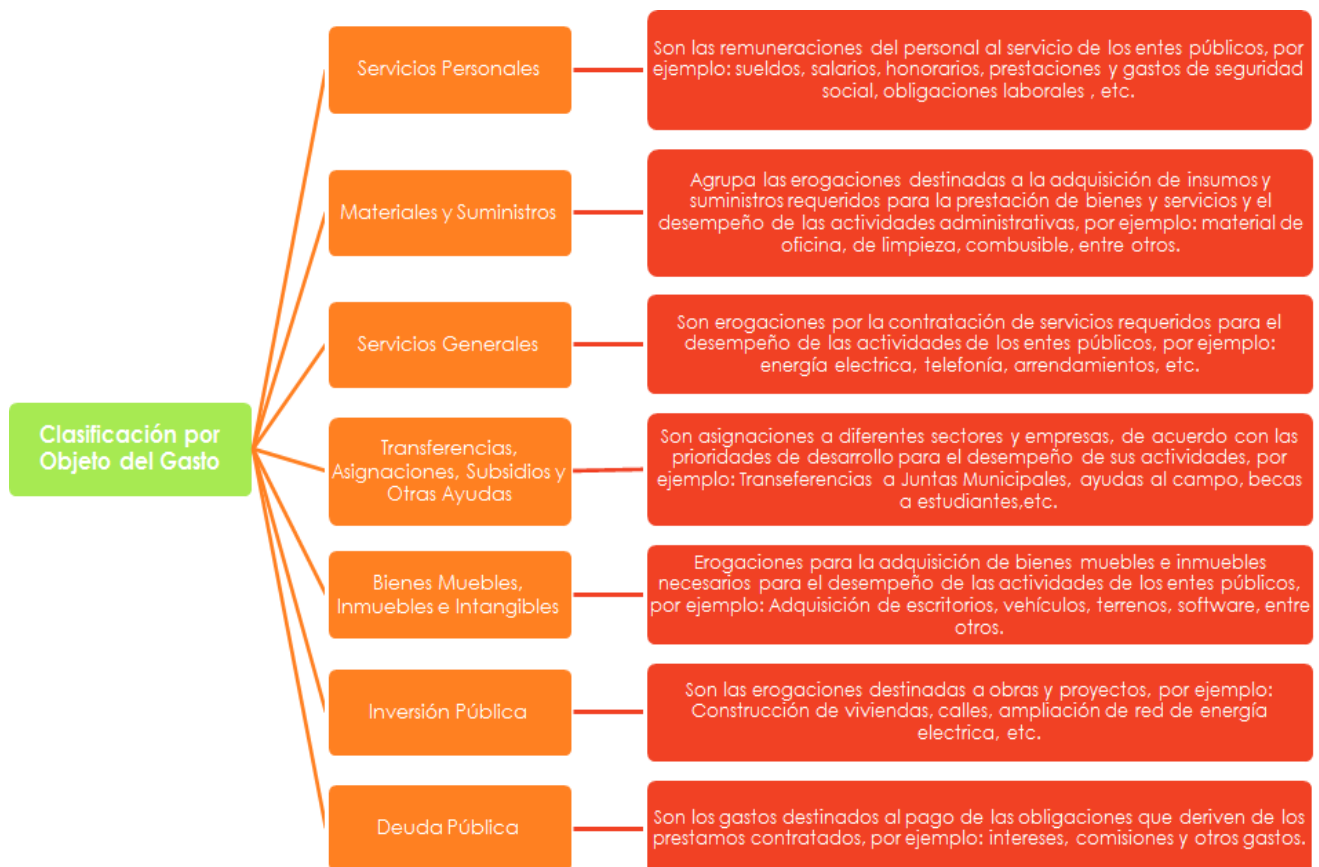 Clasificación por
Objeto del Gasto
Servicios Personales
Son las remuneraciones del personal al servicio de los entes públicos, por
ejemplo: sueldos, salarios, honorarios, prestaciones y gastos de seguridad
social, obligaciones laborales , etc.
Materiales y Suministros
Agrupa las erogaciones destinadas a la adquisición de insumos y
suministros requeridos para la prestación de bienes y servicios y el
desempeño de las actividades administrativas, por ejemplo: material de
oficina, de limpieza, combusible, entre otros.
Servicios Generales
Son erogaciones por la contratación de servicios requeridos para el
desempeño de las actividades de los entes públicos, por ejemplo:
energía electrica, telefonía, arrendamientos, etc.
Transferencias,
Asignaciones, Subsidios y
Otras Ayudas
Son asignaciones a diferentes sectores y empresas, de acuerdo con las
prioridades de desarrollo para el desempeño de sus actividades, por
ejemplo: Transeferencias a Juntas Municipales, ayudas al campo, becas
a estudiantes,etc.
Bienes Muebles,
Inmuebles e Intangibles
Erogaciones para la adquisición de bienes muebles e inmuebles
necesarios para el desempeño de las actividades de los entes públicos,
por ejemplo: Adquisición de escritorios, vehículos, terrenos, software, entre
otros.
Inversión Pública
Son las erogaciones destinadas a obras y proyectos, por ejemplo:
Construcción de viviendas, calles, ampliación de red de energía
electrica, etc.
Deuda Pública
Son los gastos destinados al pago de las obligaciones que deriven de los
prestamos contratados, por ejemplo: intereses, comisiones y otros gastos.